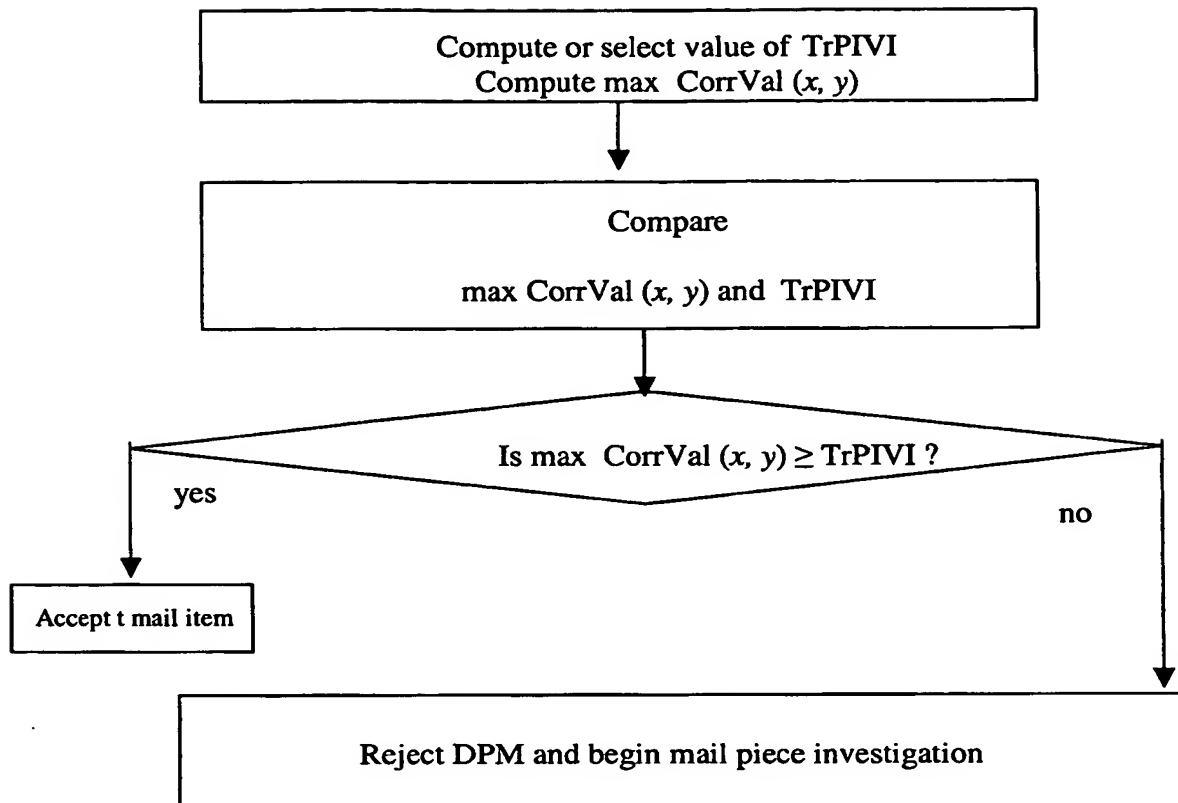 Compute or select value of TrPIVI
Compute max CorrVal (x, y)
Compare
max CorrVal (x, y) and TrPIVI
Is max CorrVal (x, y) ≥ TrPIVI ?
yes
no
Accept t mail item
Reject DPM and begin mail piece investigation